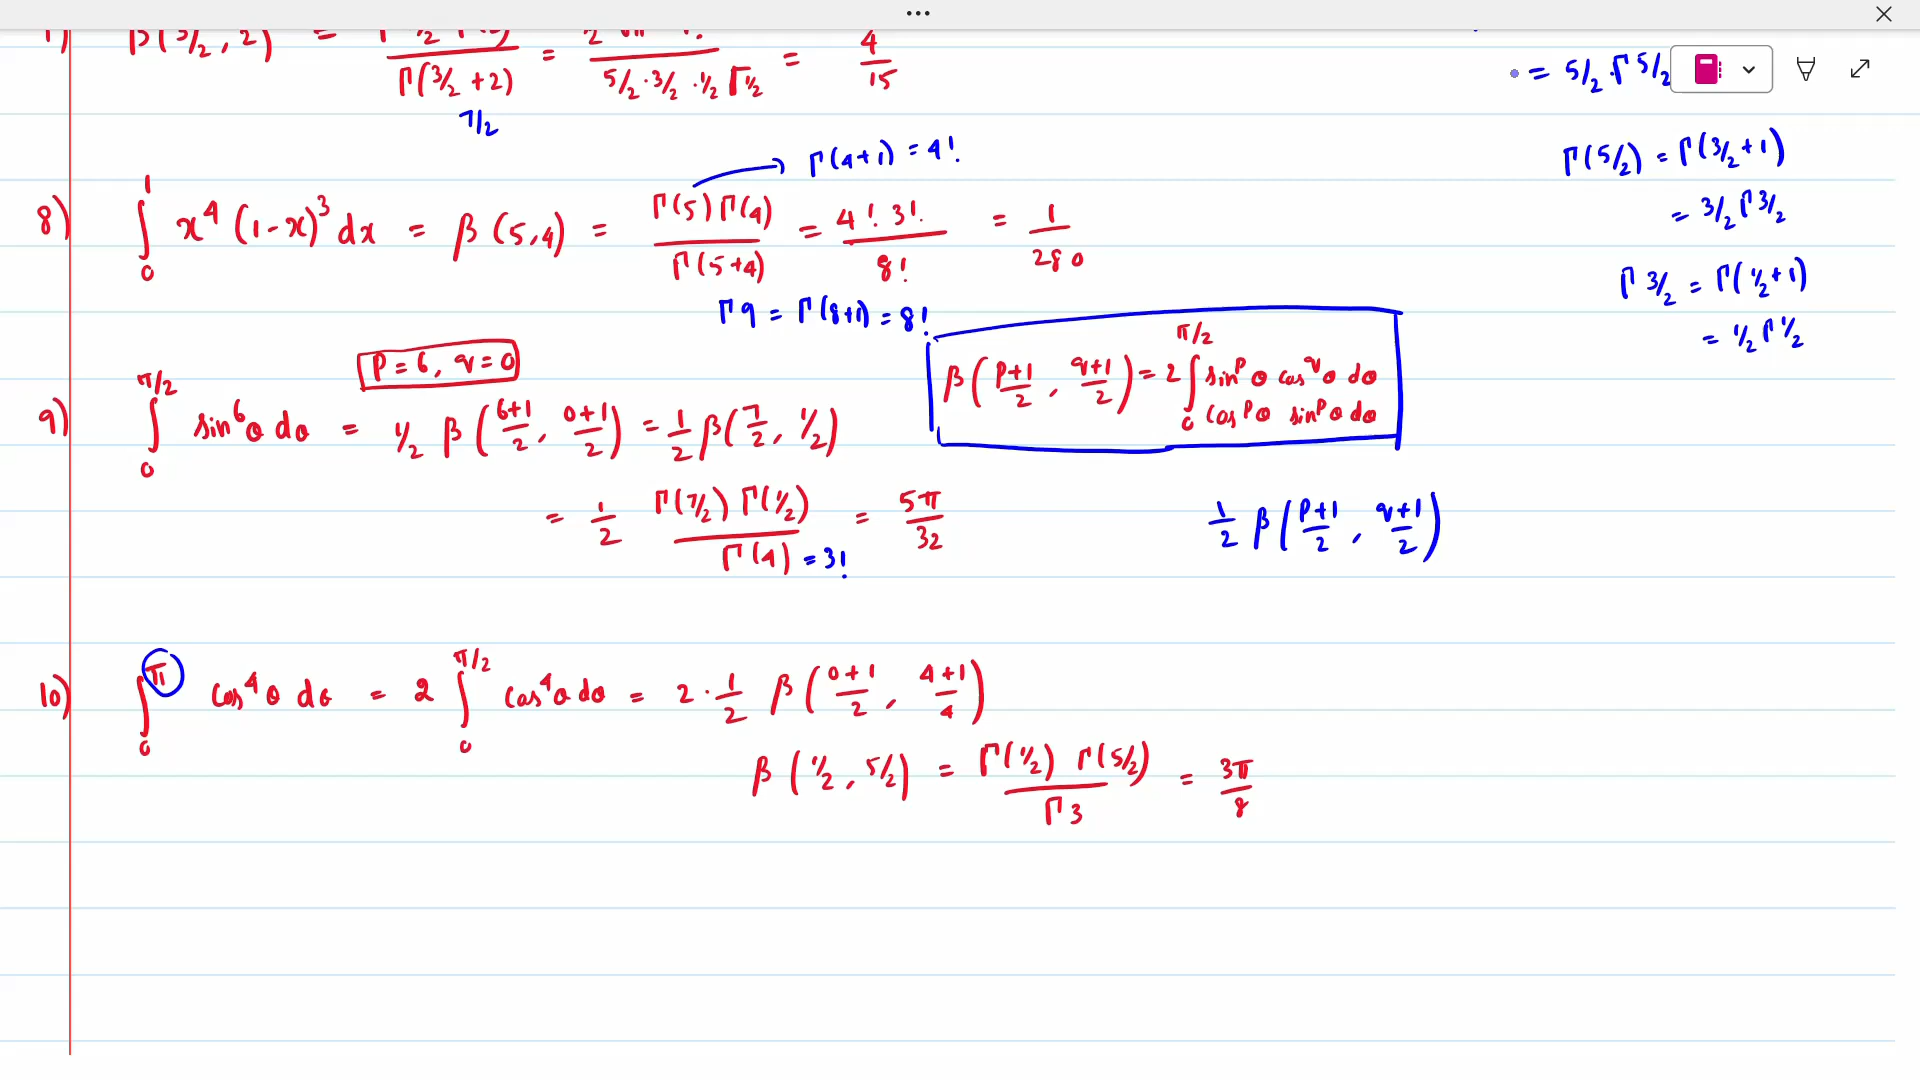 β(3/2, 2) = / Γ(3/2 + 2) = / 5/2 · 3/2 · 1/2 Γ1/2 = 4/15
7/2
= 5/2 · Γ5/2
Γ(4+1) = 4!
Γ(5/2) = Γ(3/2 + 1)
= 3/2 Γ3/2
8) ∫₀¹ x⁴ (1-x)³ dx = β (5,4) = Γ(5) Γ(4) / Γ(5+4) = 4! 3! / 8! = 1/280
Γ 3/2 = Γ(1/2 + 1)
= 1/2 Γ1/2
Γ9 = Γ(8+1) = 8!
P = 6, q = 0
β(p+1/2, q+1/2) = 2 ∫₀^π/2 sin^p θ cos^q θ dθ
cos^p θ sin^p θ dθ
9) ∫₀^π/2 sin⁶θ dθ = 1/2 β(6+1/2, 0+1/2) = 1/2 β(7/2, 1/2)
= 1/2 Γ(7/2) Γ(1/2) / Γ(4) = 3! = 5π/32
1/2 β(p+1/2, q+1/2)
10) ∫₀^π cos⁴ θ dθ = 2 ∫₀^π/2 cos⁴ θ dθ = 2 · 1/2 β(0+1/2, 4+1/4)
β (1/2, 5/2) = Γ(1/2) Γ(5/2) / Γ3 = 3π/8